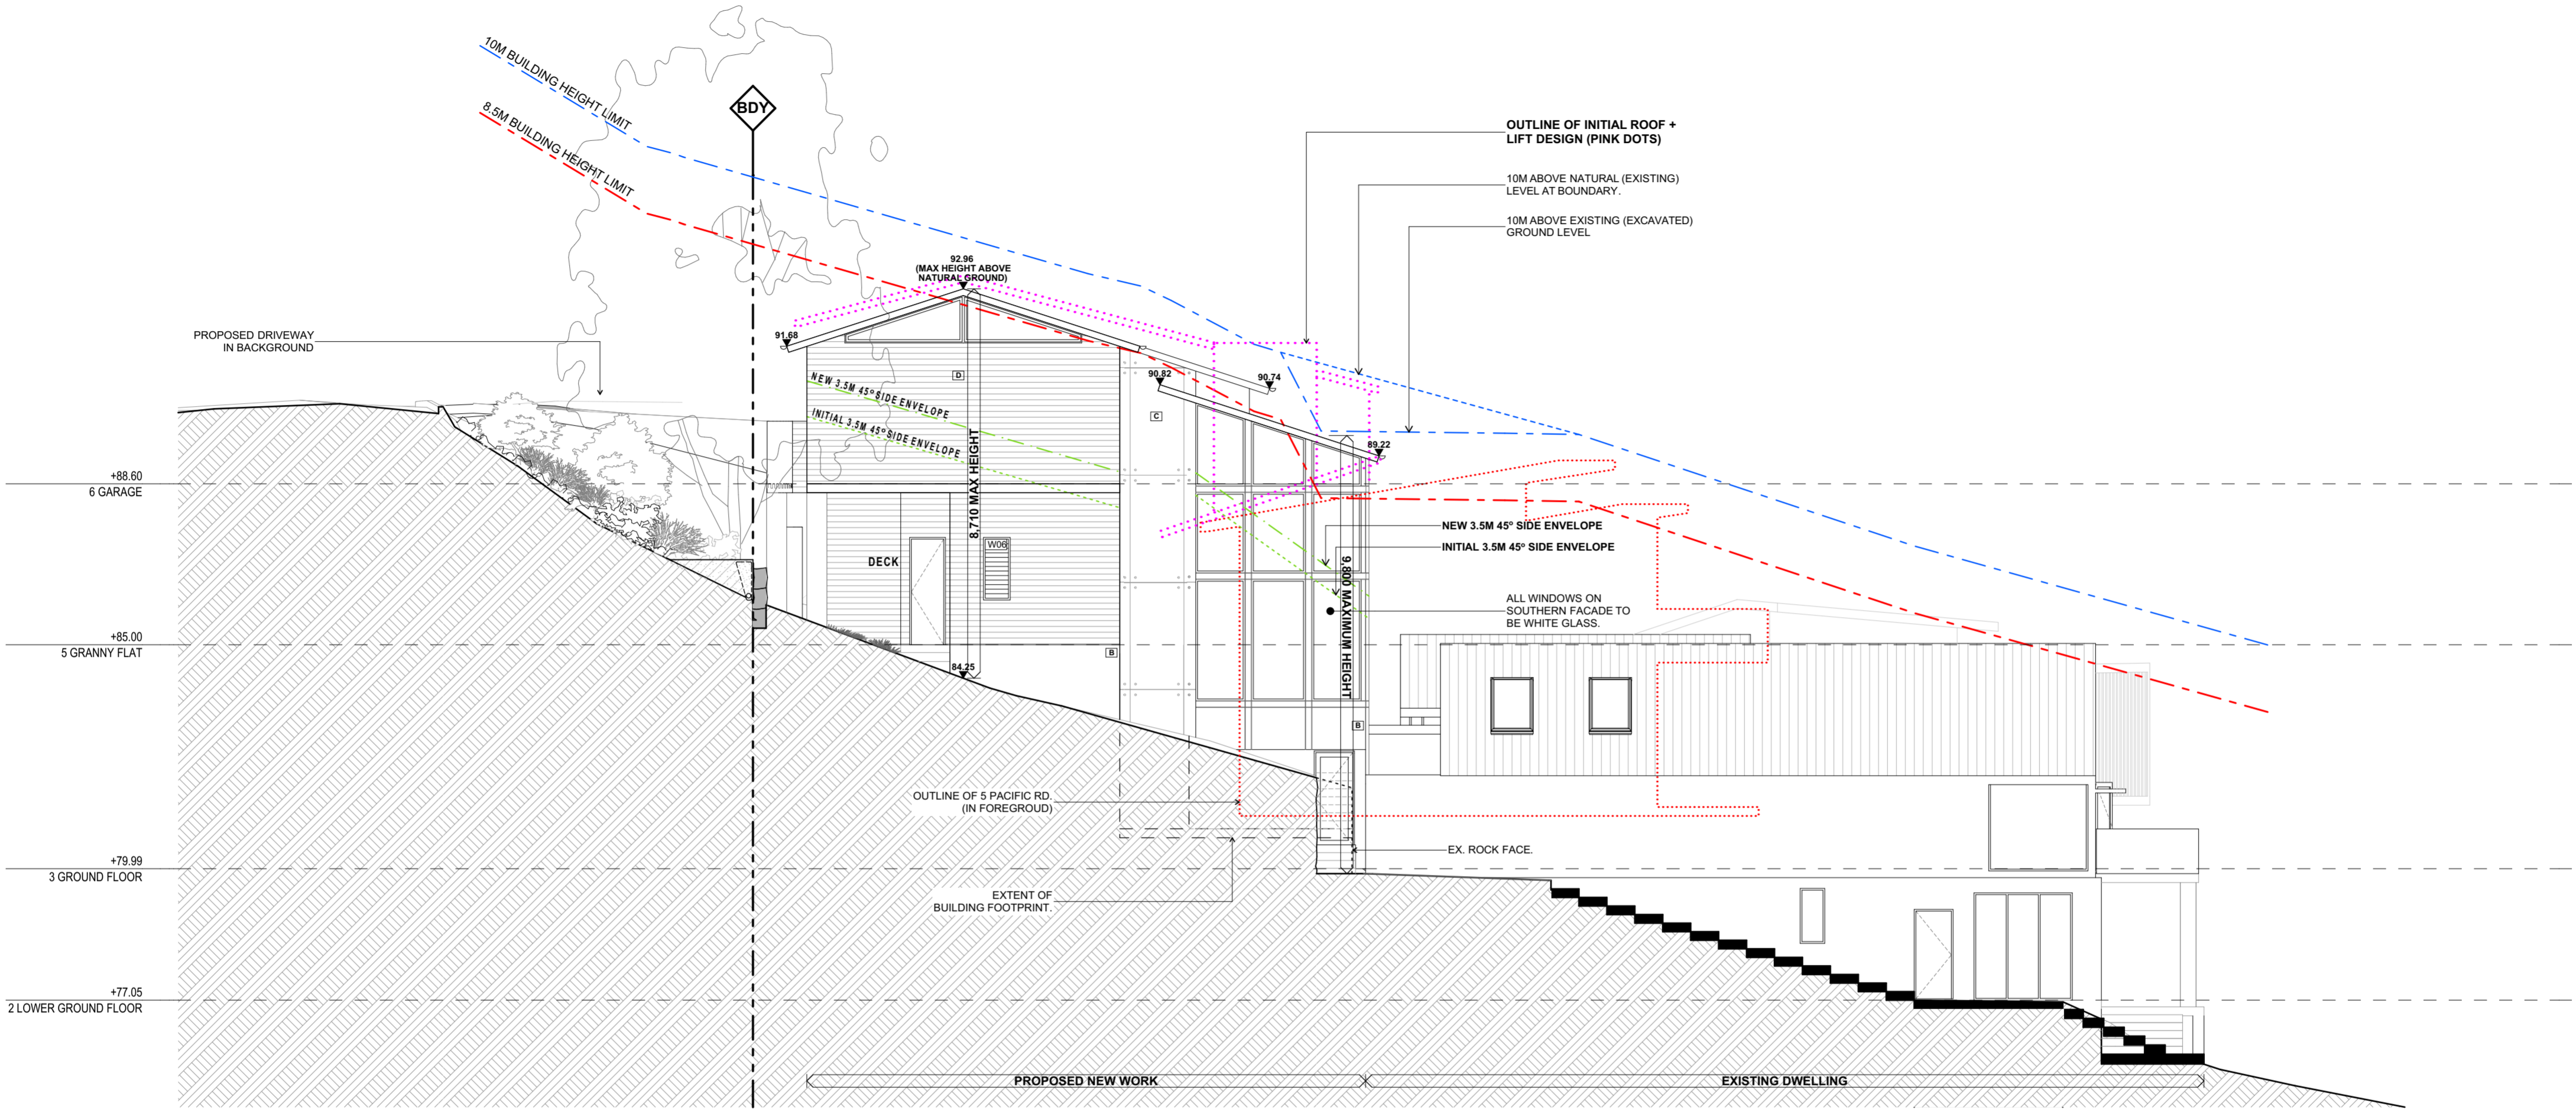 10M BUILDING HEIGHT LIMIT
8.5M BUILDING HEIGHT LIMIT
BDY
OUTLINE OF INITIAL ROOF +
LIFT DESIGN (PINK DOTS)
10M ABOVE NATURAL (EXISTING)
LEVEL AT BOUNDARY.
10M ABOVE EXISTING (EXCAVATED)
GROUND LEVEL
92.96
(MAX HEIGHT ABOVE
NATURAL GROUND)
PROPOSED DRIVEWAY
IN BACKGROUND
91.68
90.82
90.74
89.22
D
C
NEW 3.5M 45º SIDE ENVELOPE
INITIAL 3.5M 45º SIDE ENVELOPE
8,710 MAX HEIGHT
+88.60
6 GARAGE
NEW 3.5M 45º SIDE ENVELOPE
INITIAL 3.5M 45º SIDE ENVELOPE
W06
DECK
9.800 MAXIMUM HEIGHT
ALL WINDOWS ON
SOUTHERN FACADE TO
BE WHITE GLASS.
+85.00
5 GRANNY FLAT
B
84.25
B
OUTLINE OF 5 PACIFIC RD.
(IN FOREGROUD)
EX. ROCK FACE.
+79.99
3 GROUND FLOOR
EXTENT OF
BUILDING FOOTPRINT.
+77.05
2 LOWER GROUND FLOOR
PROPOSED NEW WORK
EXISTING DWELLING